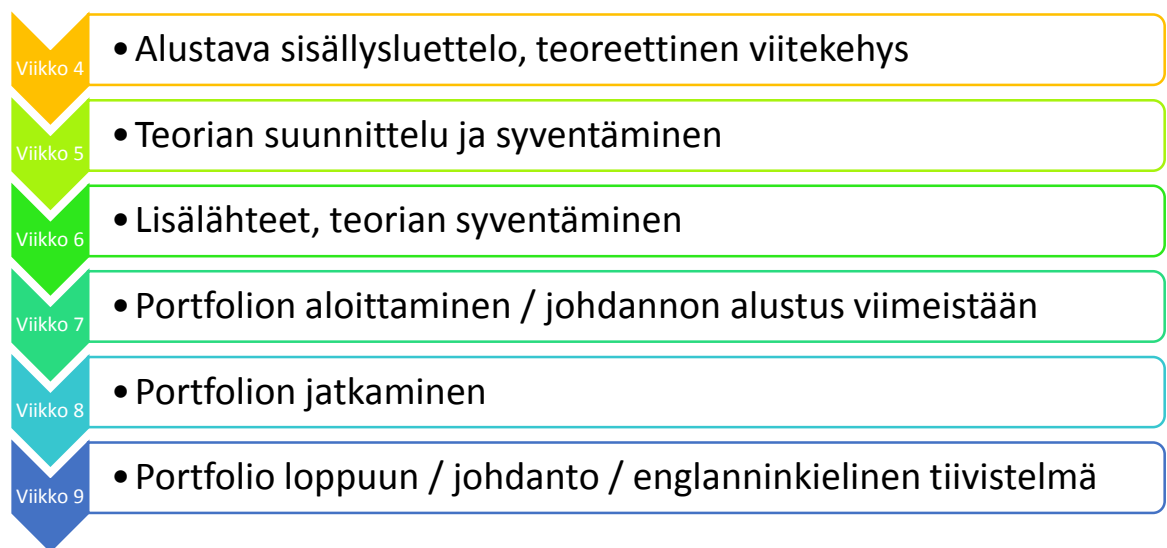 Viikko 4
• Alustava sisällysluettelo, teoreettinen viitekehys
Viikko 5
• Teorian suunnittelu ja syventäminen
Viikko 6
• Lisälähteet, teorian syventäminen
Viikko 7
• Portfolion aloittaminen / johdannon alustus viimeistään
Viikko 8
• Portfolion jatkaminen
Viikko 9
• Portfolio loppuun / johdanto / englanninkielinen tiivistelmä